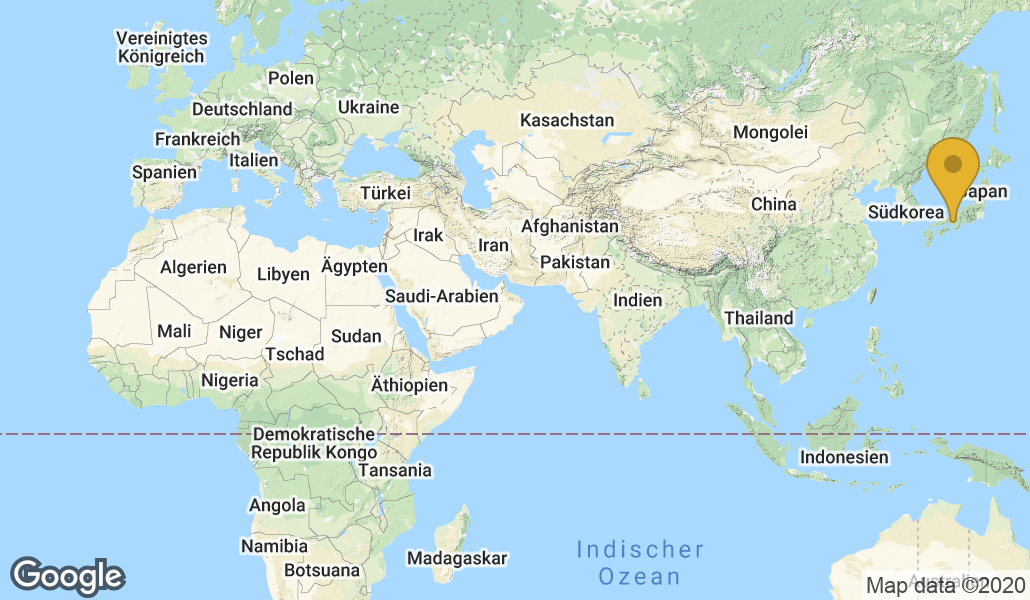 Vereinigtes
Königreich
Polen
Deutschland
Ukraine
Kasachstan
Frankreich
Mongolei
Italien
Spanien
Türkei
Japan
China
Südkorea
Afghanistan
Irak
Iran
Pakistan
Algerien
Libyen
Ägypten
Saudi-Arabien
Indien
Thailand
Mali
Niger
Sudan
Tschad
Nigeria
Äthiopien
Demokratische
Republik Kongo
Indonesien
Tansania
Angola
Namibia
Madagaskar
Indischer
Ozean
Botsuana
Google
Australien
Map data ©2020